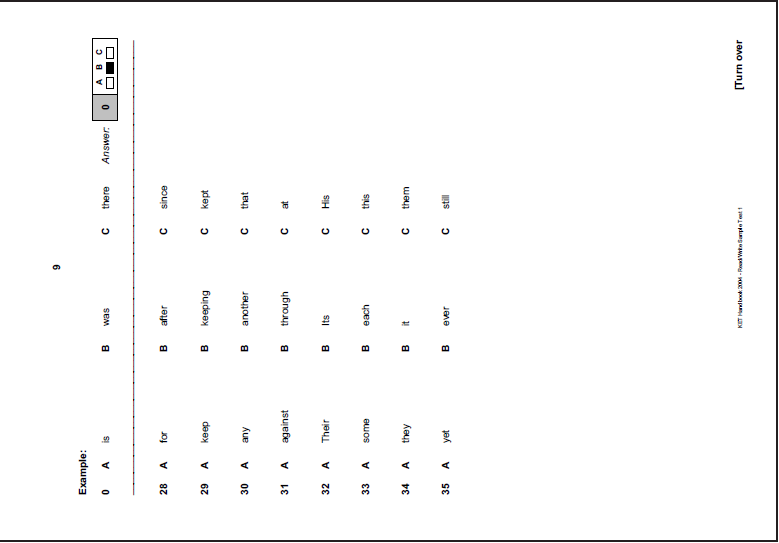 9
Example:
0 A is B was C there Answer: 0 A B C
28 A for B after C since
29 A keep B keeping C kept
30 A any B another C that
31 A against B through C at
32 A Their B Its C His
33 A some B each C this
34 A they B it C them
35 A yet B ever C still
KET Handbook 2004 - Read/Write Sample Test 1
[Turn over